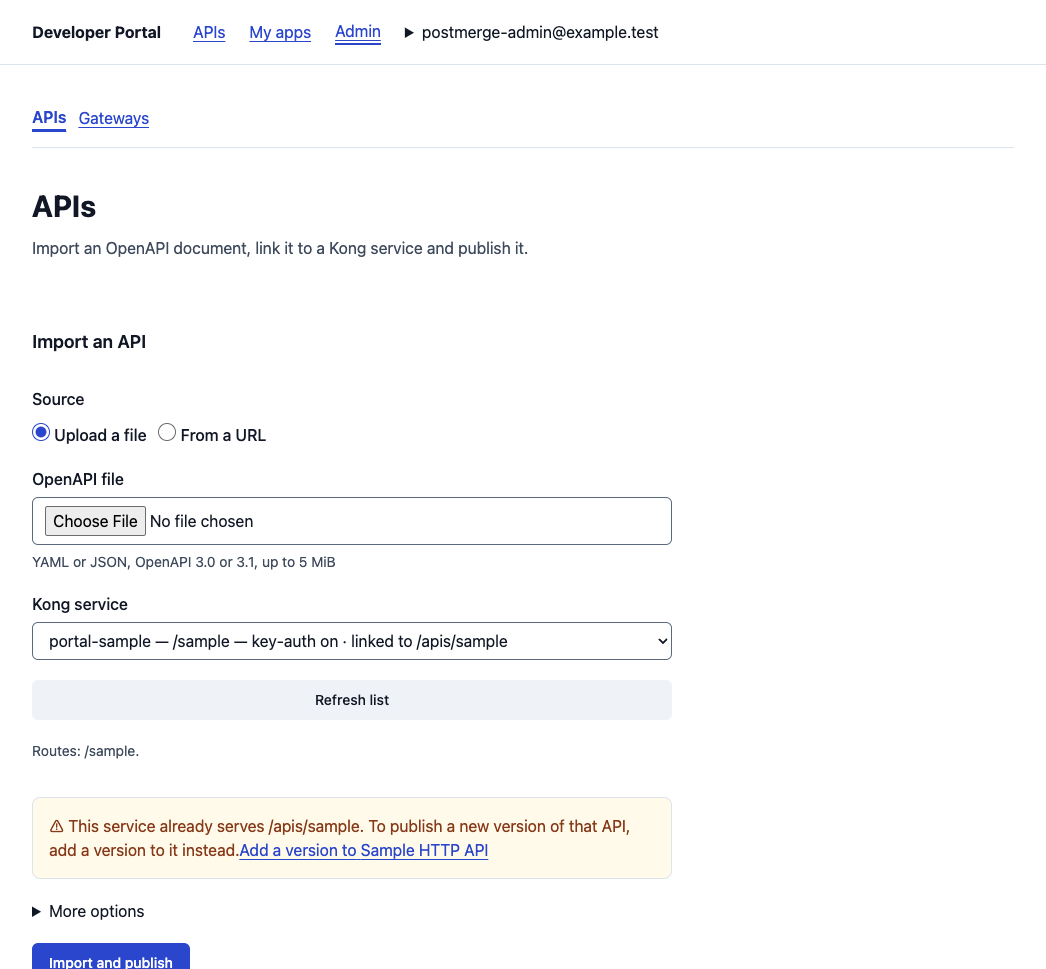 Developer Portal APIs My apps Admin ▶ postmerge-admin@example.test
APIs Gateways
APIs
Import an OpenAPI document, link it to a Kong service and publish it.
Import an API
Source
Upload a file From a URL
OpenAPI file
Choose File No file chosen
YAML or JSON, OpenAPI 3.0 or 3.1, up to 5 MiB
Kong service
portal-sample — /sample — key-auth on · linked to /apis/sample
Refresh list
Routes: /sample.
⚠ This service already serves /apis/sample. To publish a new version of that API,
add a version to it instead.Add a version to Sample HTTP API
▶ More options
Import and publish